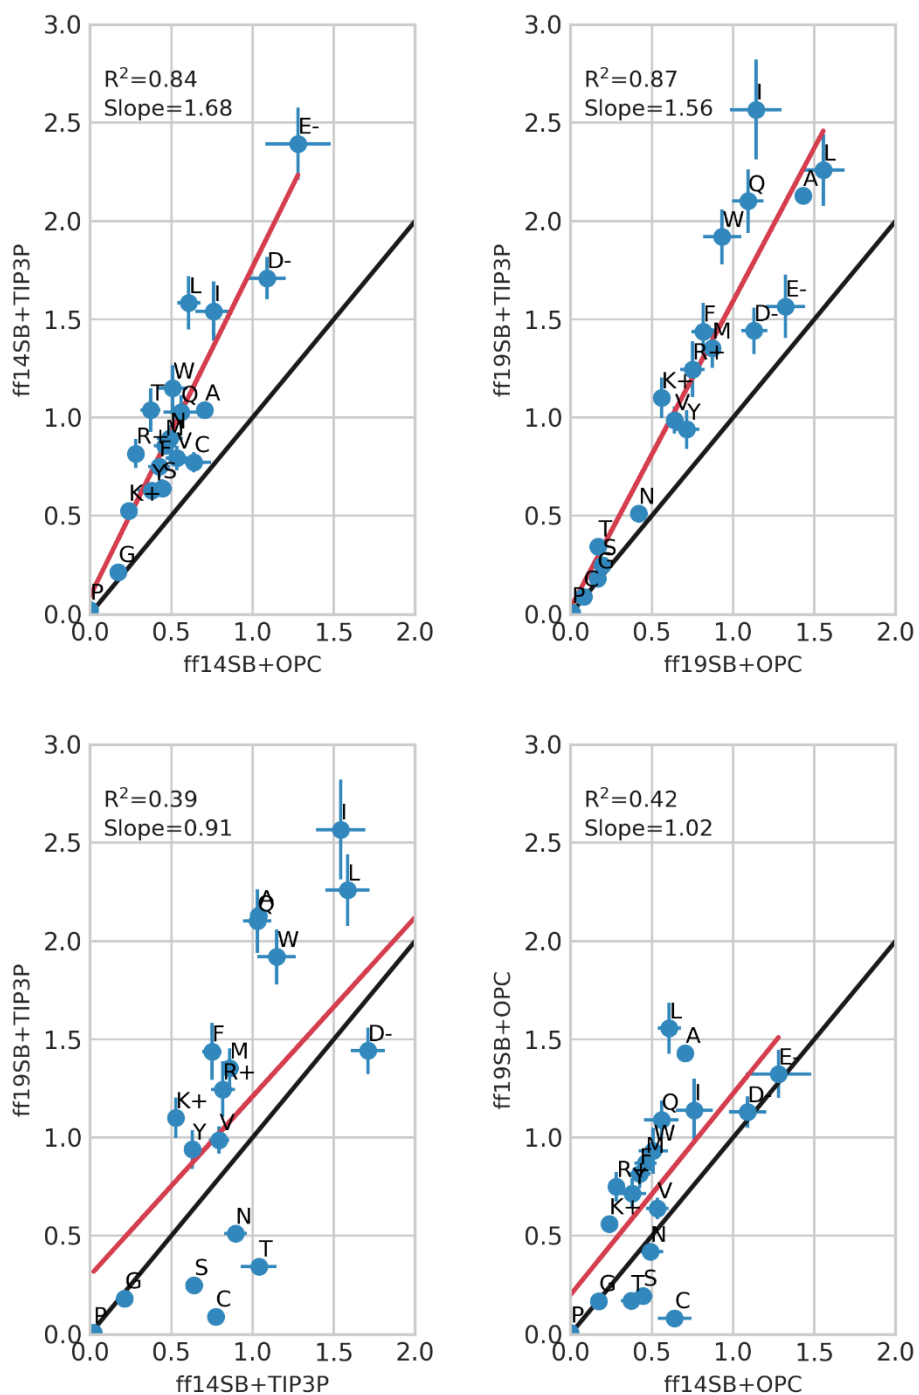 3.0
R²=0.84
Slope=1.68
E-
2.5
2.0
D-
L
I
1.5
W
T
Q
A
N
1.0
R+
M
F
V
C
Y
S
K+
0.5
G
P
0.0
0.0 0.5 1.0 1.5 2.0
ff14SB+OPC
ff14SB+TIP3P
3.0
R²=0.87
Slope=1.56
I
2.5
L
Q
A
W
2.0
E-
F
M
D-
1.5
R+
K+
V
Y
1.0
N
0.5
T
S
G
C
P
0.0
0.0 0.5 1.0 1.5 2.0
ff19SB+OPC
ff19SB+TIP3P
3.0
R²=0.39
Slope=0.91
I
2.5
L
A
Q
W
2.0
D-
F
M
1.5
R+
K+
V
Y
1.0
N
T
0.5
S
G
C
P
0.0
0.0 0.5 1.0 1.5 2.0
ff14SB+TIP3P
ff19SB+TIP3P
3.0
R²=0.42
Slope=1.02
2.5
2.0
L
A
1.5
E-
I
D-
Q
W
M
F
1.0
R+
Y
K+
V
N
0.5
G
T
S
C
P
0.0
0.0 0.5 1.0 1.5 2.0
ff14SB+OPC
ff19SB+OPC